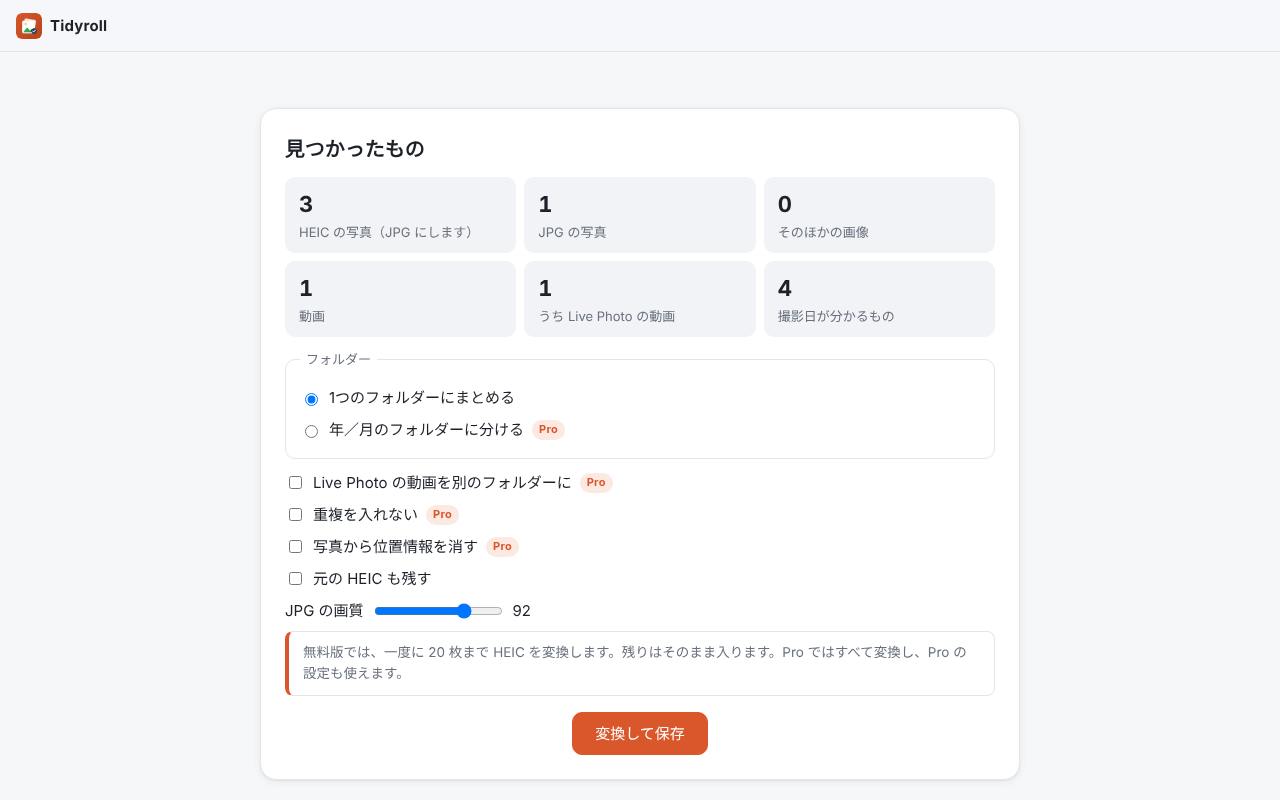 Tidyroll
見つかったもの
3
HEIC の写真（JPG にします）
1
JPG の写真
0
そのほかの画像
1
動画
1
うち Live Photo の動画
4
撮影日が分かるもの
フォルダー
1つのフォルダーにまとめる
年／月のフォルダーに分ける Pro
Live Photo の動画を別のフォルダーに Pro
重複を入れない Pro
写真から位置情報を消す Pro
元の HEIC も残す
JPG の画質 92
無料版では、一度に 20 枚まで HEIC を変換します。残りはそのまま入ります。Pro ではすべて変換し、Pro の
設定も使えます。
変換して保存